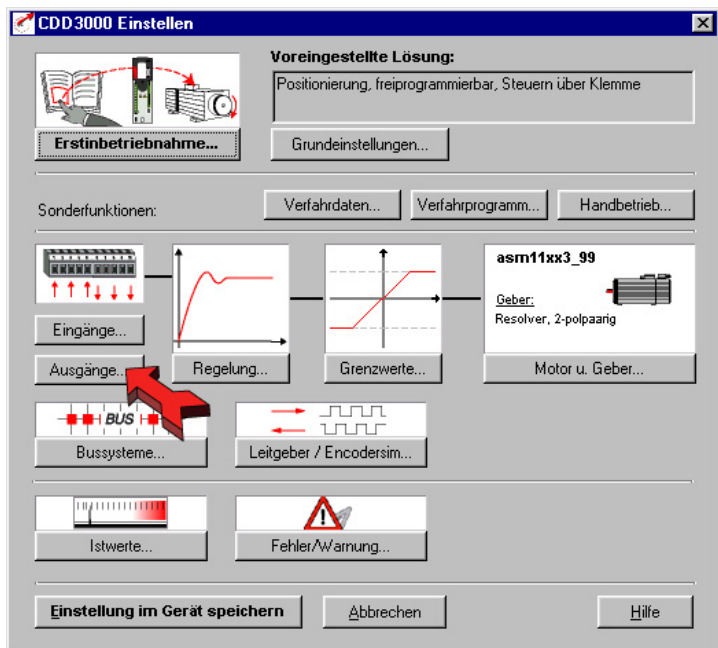 CDD3000 Einstellen
Voreingestellte Lösung:
Positionierung, freiprogrammierbar, Steuern über Klemme
Erstinbetriebnahme...
Grundeinstellungen...
Sonderfunktionen:
Verfahrdaten...
Verfahrprogramm...
Handbetrieb...
asm11xx3_99
Geber:
Resolver, 2-polpaarig
Eingänge...
Ausgänge...
Regelung...
Grenzwerte...
Motor u. Geber...
BUS
Bussysteme...
Leitgeber / Encodersim...
Istwerte...
Fehler/Warnung...
Einstellung im Gerät speichern
Abbrechen
Hilfe